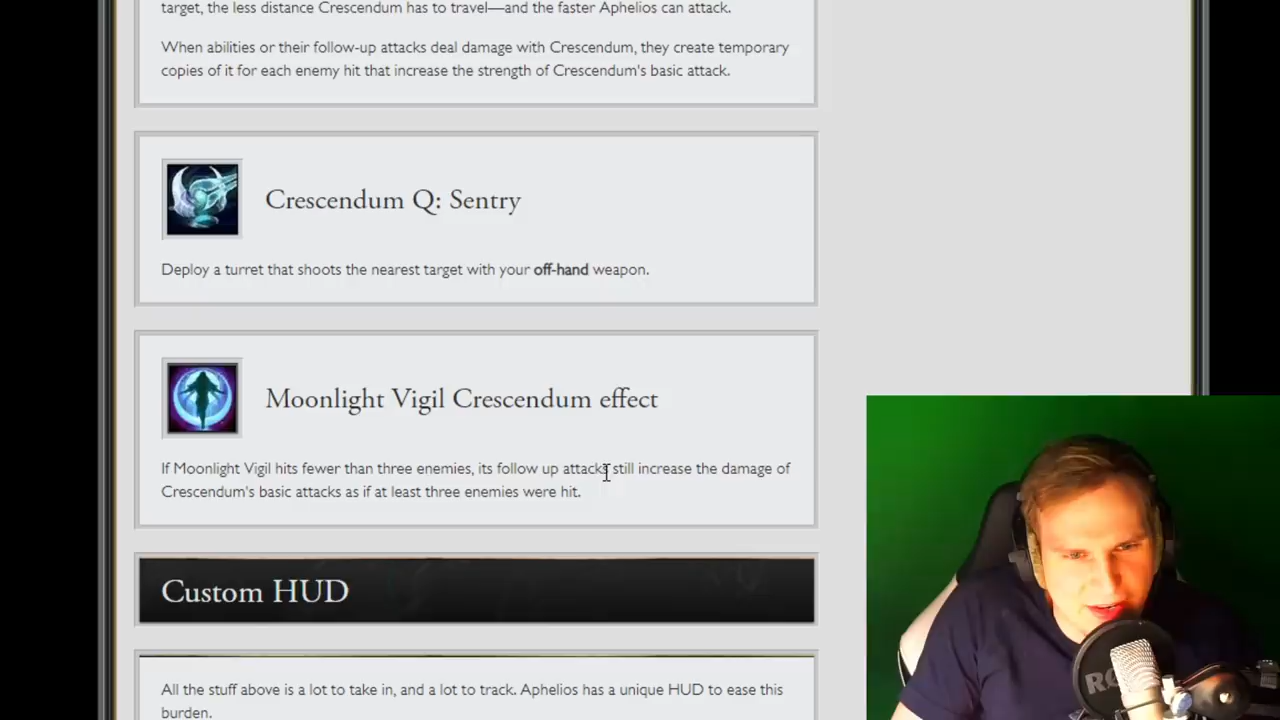 target, the less distance Crescendum has to travel—and the faster Aphelios can attack.
When abilities or their follow-up attacks deal damage with Crescendum, they create temporary
copies of it for each enemy hit that increase the strength of Crescendum's basic attack.
Crescendum Q: Sentry
Deploy a turret that shoots the nearest target with your off-hand weapon.
Moonlight Vigil Crescendum effect
If Moonlight Vigil hits fewer than three enemies, its follow up attacks still increase the damage of
Crescendum's basic attacks as if at least three enemies were hit.
Custom HUD
All the stuff above is a lot to take in, and a lot to track. Aphelios has a unique HUD to ease this
burden.